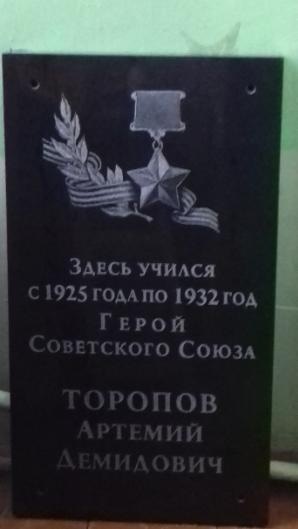 Здесь учился
с 1925 года по 1932 год
Герой
Советского Союза
ТОРОПОВ
Артемий
Демидович